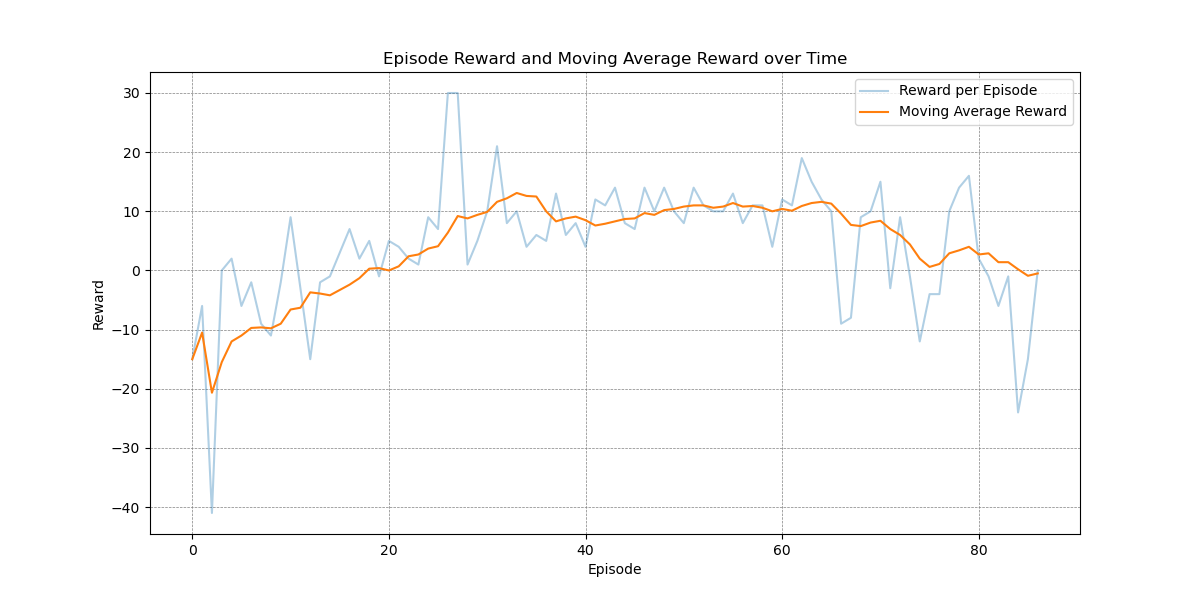 Episode Reward and Moving Average Reward over Time
Reward per Episode
Moving Average Reward
30
20
10
0
−10
−20
−30
−40
Reward
0 20 40 60 80
Episode